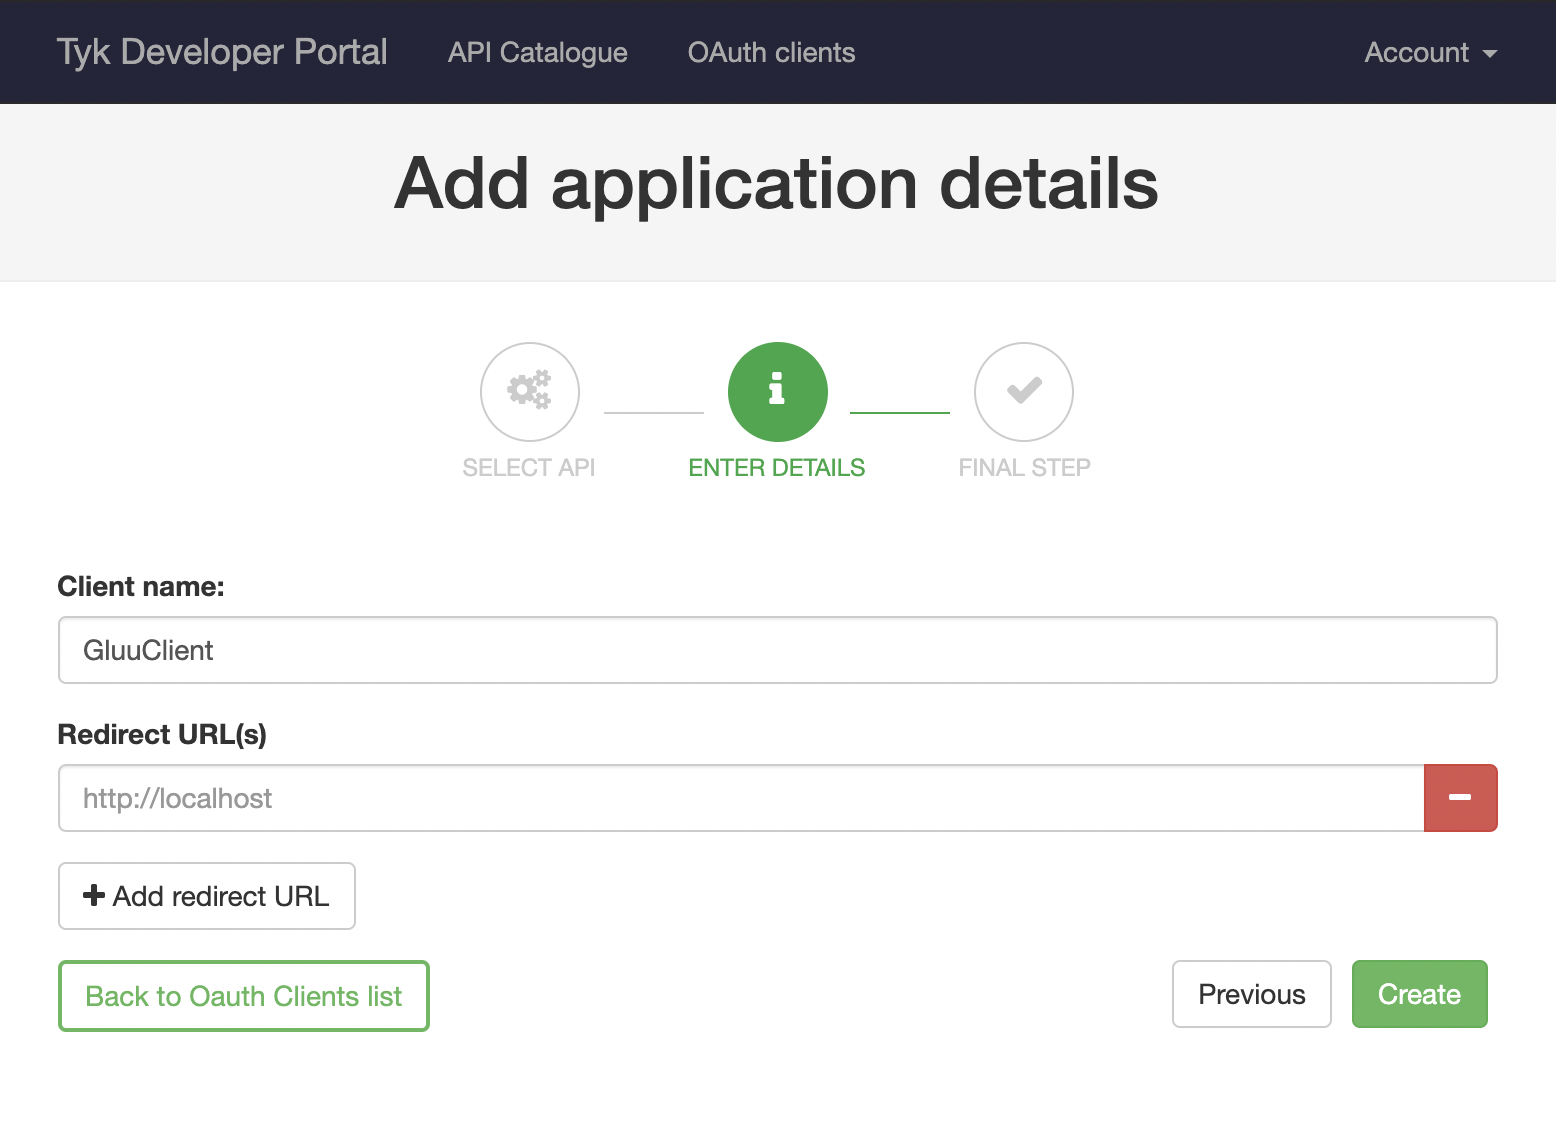 Tyk Developer Portal API Catalogue OAuth clients Account
Add application details
SELECT API ENTER DETAILS FINAL STEP
Client name:
GluuClient
Redirect URL(s)
http://localhost
Add redirect URL
Back to Oauth Clients list Previous Create